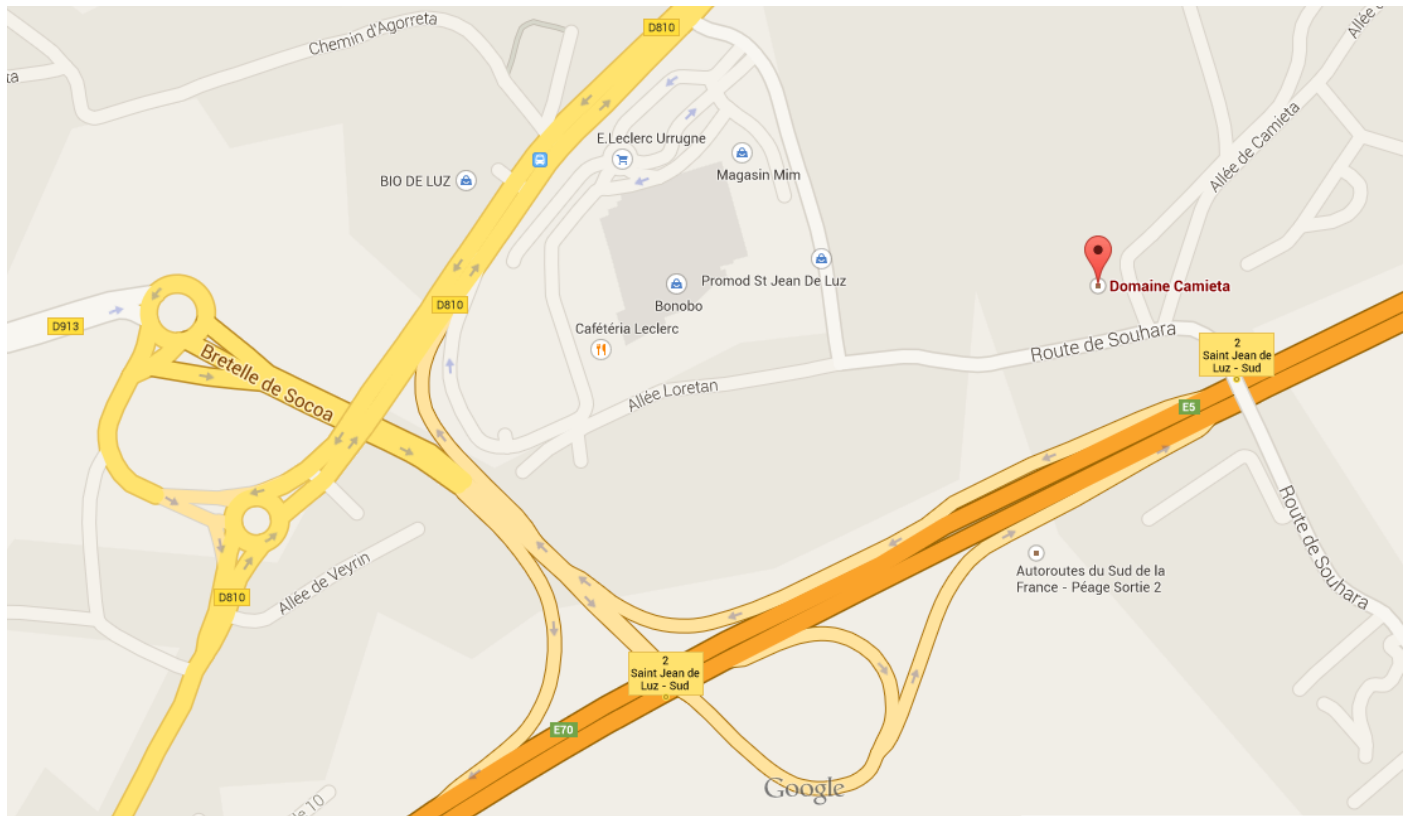 D810
Chemin d'Agorreta
ta
Allée de Camieta
E.Leclerc Urrugne
Magasin Mim
BIO DE LUZ
Promod St Jean De Luz
Bonobo
Domaine Camieta
D810
D913
Cafétéria Leclerc
Bretelle de Socoa
Route de Souhara
2
Saint Jean de
Luz - Sud
Allée Loretan
E5
Route de Souhara
Autoroutes du Sud de la
France - Péage Sortie 2
Allée de Veyrin
D810
2
Saint Jean de
Luz - Sud
E70
Google
10